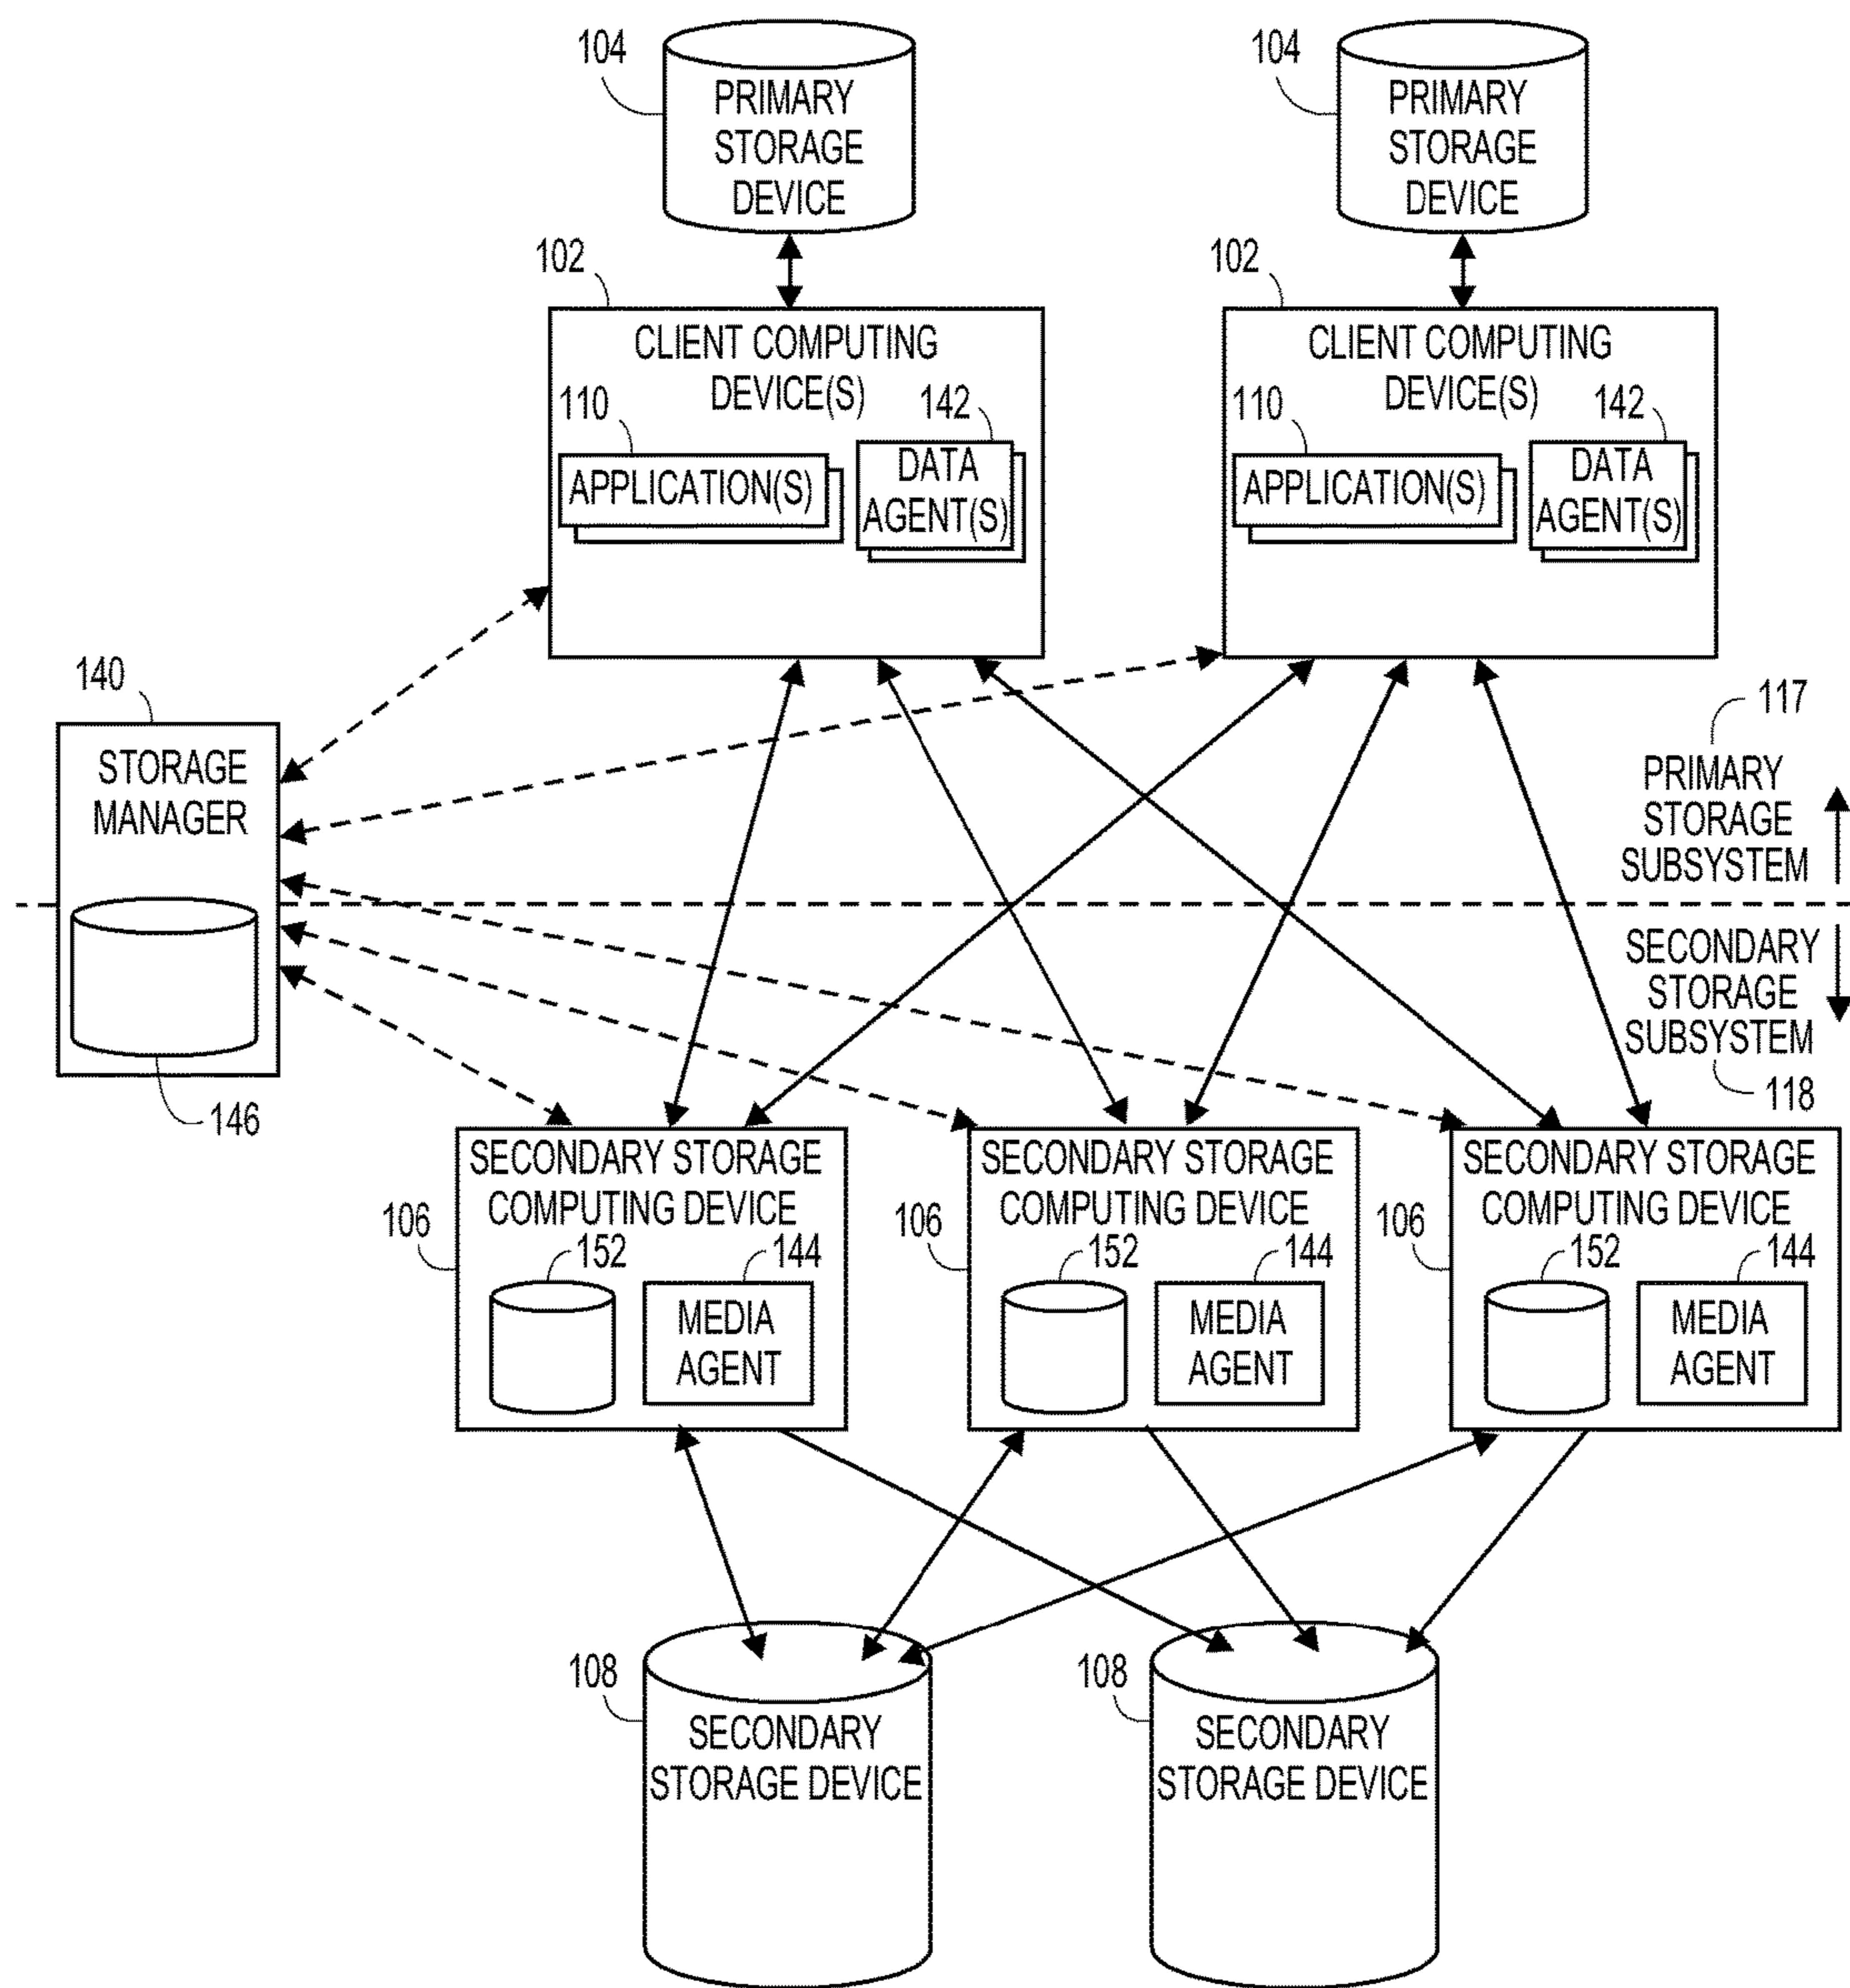 104
PRIMARY
STORAGE
DEVICE
104
PRIMARY
STORAGE
DEVICE
102
CLIENT COMPUTING
DEVICE(S)
110
APPLICATION(S)
142
DATA
AGENT(S)
102
CLIENT COMPUTING
DEVICE(S)
110
APPLICATION(S)
142
DATA
AGENT(S)
140
STORAGE
MANAGER
146
117
PRIMARY
STORAGE
SUBSYSTEM
SECONDARY
STORAGE
SUBSYSTEM
118
106
SECONDARY STORAGE
COMPUTING DEVICE
152
144
MEDIA
AGENT
106
SECONDARY STORAGE
COMPUTING DEVICE
152
144
MEDIA
AGENT
106
SECONDARY STORAGE
COMPUTING DEVICE
152
144
MEDIA
AGENT
108
SECONDARY
STORAGE DEVICE
108
SECONDARY
STORAGE DEVICE